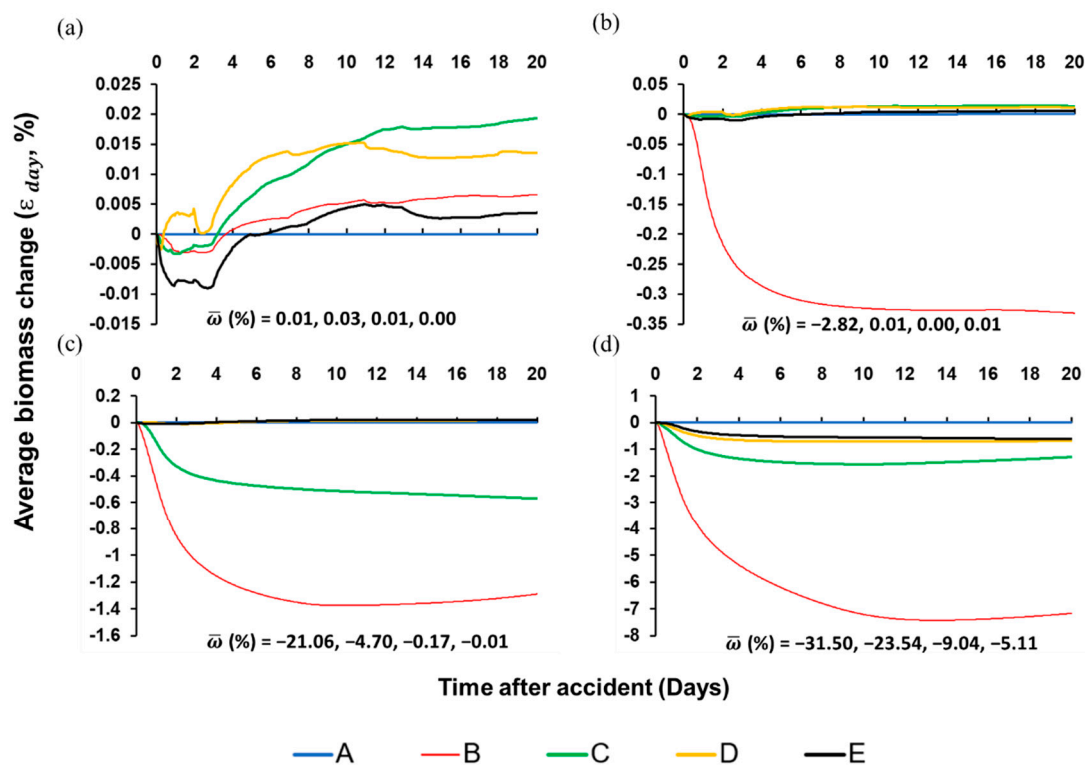 (a)
0 2 4 6 8 10 12 14 16 18 20
0.025
0.02
0.015
0.01
0.005
0
-0.005
-0.01
-0.015
ω̅ (%) = 0.01, 0.03, 0.01, 0.00
(b)
0 2 4 6 8 10 12 14 16 18 20
0.05
0
-0.05
-0.1
-0.15
-0.2
-0.25
-0.3
-0.35
ω̅ (%) = −2.82, 0.01, 0.00, 0.01
(c)
0 2 4 6 8 10 12 14 16 18 20
0.2
0
-0.2
-0.4
-0.6
-0.8
-1
-1.2
-1.4
-1.6
ω̅ (%) = −21.06, −4.70, −0.17, −0.01
(d)
0 2 4 6 8 10 12 14 16 18 20
1
0
-1
-2
-3
-4
-5
-6
-7
-8
ω̅ (%) = −31.50, −23.54, −9.04, −5.11
Average biomass change (ε day, %)
Time after accident (Days)
A B C D E